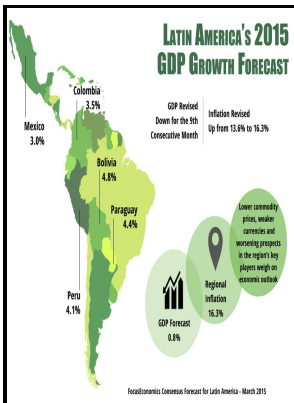 LATIN AMERICA'S 2015
GDP GROWTH FORECAST
GDP Revised
Down for the 9th
Consecutive Month
Inflation Revised
Up from 13.6% to 16.3%
Colombia
3.5%
Mexico
3.0%
Bolivia
4.8%
Paraguay
4.4%
Peru
4.1%
Lower commodity
prices, weaker
currencies and
worsening prospects
in the region's key
players weigh on
economic outlook
Regional
Inflation
16.3%
GDP Forecast
0.8%
FocusEconomics Consensus Forecast for Latin America - March 2015